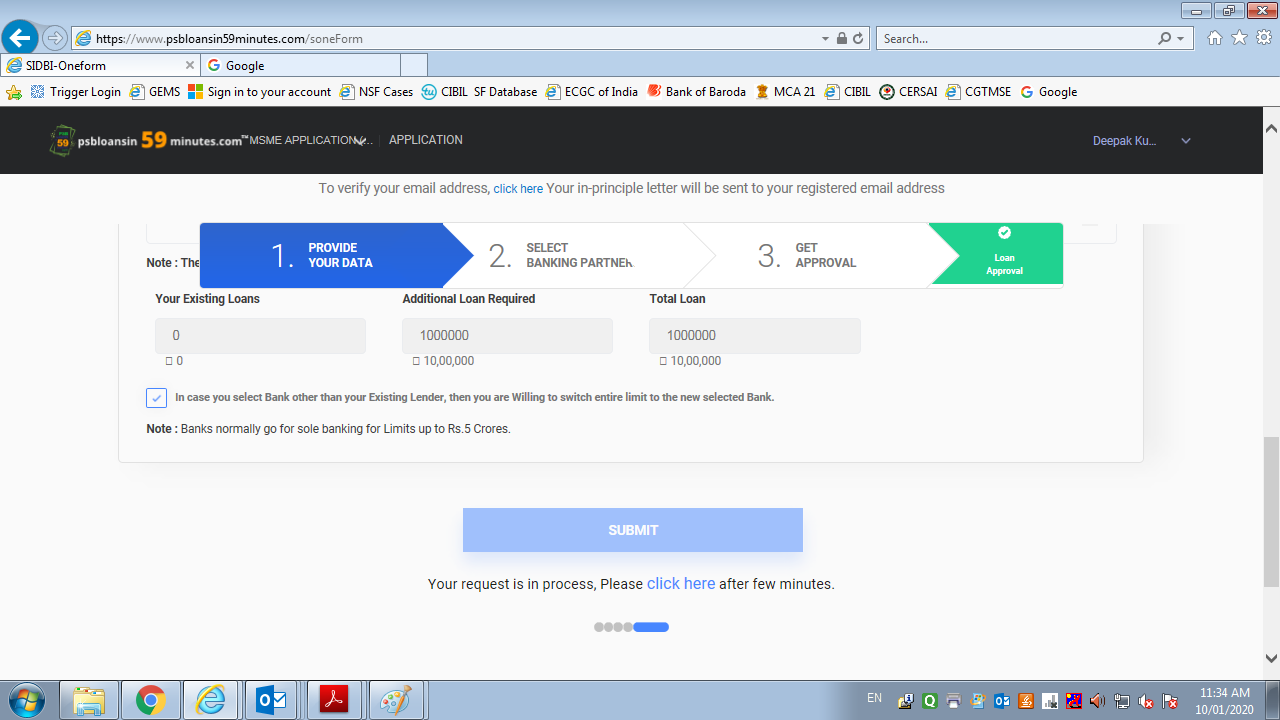 https://www.psbloansin59minutes.com/soneForm
Search...
SIDBI-Oneform
Google
Trigger Login
GEMS
Sign in to your account
NSF Cases
CIBIL SF Database
ECGC of India
Bank of Baroda
MCA 21
CIBIL
CERSAI
CGTMSE
Google
psbloansin 59 minutes.com™
MSME APPLICATION (...
APPLICATION
Deepak Ku...
To verify your email address, click here Your in-principle letter will be sent to your registered email address
1. PROVIDE
YOUR DATA
2. SELECT
BANKING PARTNER
3. GET
APPROVAL
Loan
Approval
Note : The
Your Existing Loans
Additional Loan Required
Total Loan
0
1000000
1000000
0
10,00,000
10,00,000
In case you select Bank other than your Existing Lender, then you are Willing to switch entire limit to the new selected Bank.
Note : Banks normally go for sole banking for Limits up to Rs.5 Crores.
SUBMIT
Your request is in process, Please click here after few minutes.
EN
11:34 AM
10/01/2020